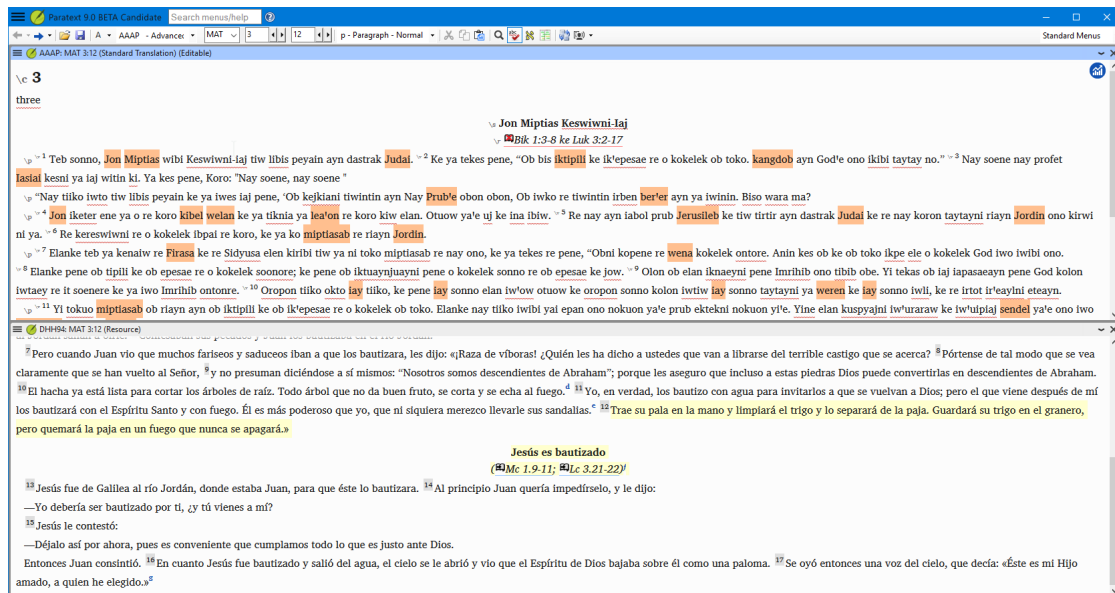 Paratext 9.0 BETA Candidate Search menus/help
A AAAP - Advanced MAT 3 12 p - Paragraph - Normal Standard Menus
AAAP: MAT 3:12 (Standard Translation) (Editable)
\c 3
three
\s Jon Miptias Keswiwni-Iaj
\r Bik 1:3-8 ke Luk 3:2-17
\p \v 1 Teb sonno, Jon Miptias wibi Keswiwni-iaj tiw libis peyain ayn dastrak Judai. \v 2 Ke ya tekes pene, “Ob bis iktipili ke ikꞌepesae re o kokelek ob toko. kangdob ayn Godꞌe ono ikibi taytay no.” \v 3 Nay soene nay profet
Iasiai kesni ya iaj witin ki. Ya kes pene, Koro: "Nay soene, nay soene "
\p “Nay tiiko iwto tiw libis peyain ke ya iwes iaj pene, ‘Ob kejkiani tiwintin ayn Nay Prubꞌe obon obon, Ob iwko re tiwintin irben berꞌer ayn ya iwinin. Biso wara ma?
\p \v 4 Jon iketer ene ya o re koro kibel welan ke ya tiknia ya leaꞌon re koro kiw elan. Otuow yaꞌe uj ke ina ibiw. \v 5 Re nay ayn iabol prub Jerusileb ke tiw tirtir ayn dastrak Judai ke re nay koron taytayni riayn Jordin ono kirwi
ni ya. \v 6 Re kereswiwni re o kokelek ibpai re koro, ke ya ko miptiasab re riayn Jordin.
\p \v 7 Elanke teb ya kenaiw re Firasa ke re Sidyusa elen kiribi tiw ya ni toko miptiasab re nay ono, ke ya tekes re pene, “Obni kopene re wena kokelek ontore. Anin kes ob ke ob toko ikpe ele o kokelek God iwo iwibi ono.
\v 8 Elanke pene ob tipili ke ob epesae re o kokelek soonore; ke pene ob iktuaynjuayni pene o kokelek sonno re ob epesae ke jow. \v 9 Olon ob elan iknaeyni pene Imrihib ono tibib obe. Yi tekas ob iaj iapasaeayn pene God kolon
iwtaey re it soenere ke ya iwo Imrihib ontonre. \v 10 Oropon tiiko okto iay tiiko, ke pene iay sonno elan iwꞌow otuow ke oropon sonno kolon iwtiw iay sonno taytayni ya weren ke iay sonno iwli, ke re irtot irꞌeaylni eteayn.
\p \v 11 Yi tokuo miptiasab ob riayn ayn ob iktipili ke ob ikꞌepesae re o kokelek ob toko. Elanke nay tiiko iwibi yai epan ono nokuon yaꞌe prub ektekni nokuon yiꞌe. Yine elan kuspyajni iwꞌuraraw ke iwꞌuiplaj sendel yaꞌe ono iwo
DHH94: MAT 3:12 (Resource)
7 Pero cuando Juan vio que muchos fariseos y saduceos iban a que los bautizara, les dijo: «¡Raza de víboras! ¿Quién les ha dicho a ustedes que van a librarse del terrible castigo que se acerca? 8 Pórtense de tal modo que se vea
claramente que se han vuelto al Señor, 9 y no presuman diciéndose a sí mismos: “Nosotros somos descendientes de Abraham”; porque les aseguro que incluso a estas piedras Dios puede convertirlas en descendientes de Abraham.
10 El hacha ya está lista para cortar los árboles de raíz. Todo árbol que no da buen fruto, se corta y se echa al fuego.d 11 Yo, en verdad, los bautizo con agua para invitarlos a que se vuelvan a Dios; pero el que viene después de mí
los bautizará con el Espíritu Santo y con fuego. Él es más poderoso que yo, que ni siquiera merezco llevarle sus sandalias.e 12 Trae su pala en la mano y limpiará el trigo y lo separará de la paja. Guardará su trigo en el granero,
pero quemará la paja en un fuego que nunca se apagará.»
Jesús es bautizado
(Mc 1.9-11; Lc 3.21-22)f
13 Jesús fue de Galilea al río Jordán, donde estaba Juan, para que éste lo bautizara. 14 Al principio Juan quería impedírselo, y le dijo:
—Yo debería ser bautizado por ti, ¿y tú vienes a mí?
15 Jesús le contestó:
—Déjalo así por ahora, pues es conveniente que cumplamos todo lo que es justo ante Dios.
Entonces Juan consintió. 16 En cuanto Jesús fue bautizado y salió del agua, el cielo se le abrió y vio que el Espíritu de Dios bajaba sobre él como una paloma. 17 Se oyó entonces una voz del cielo, que decía: «Éste es mi Hijo
amado, a quien he elegido.»g